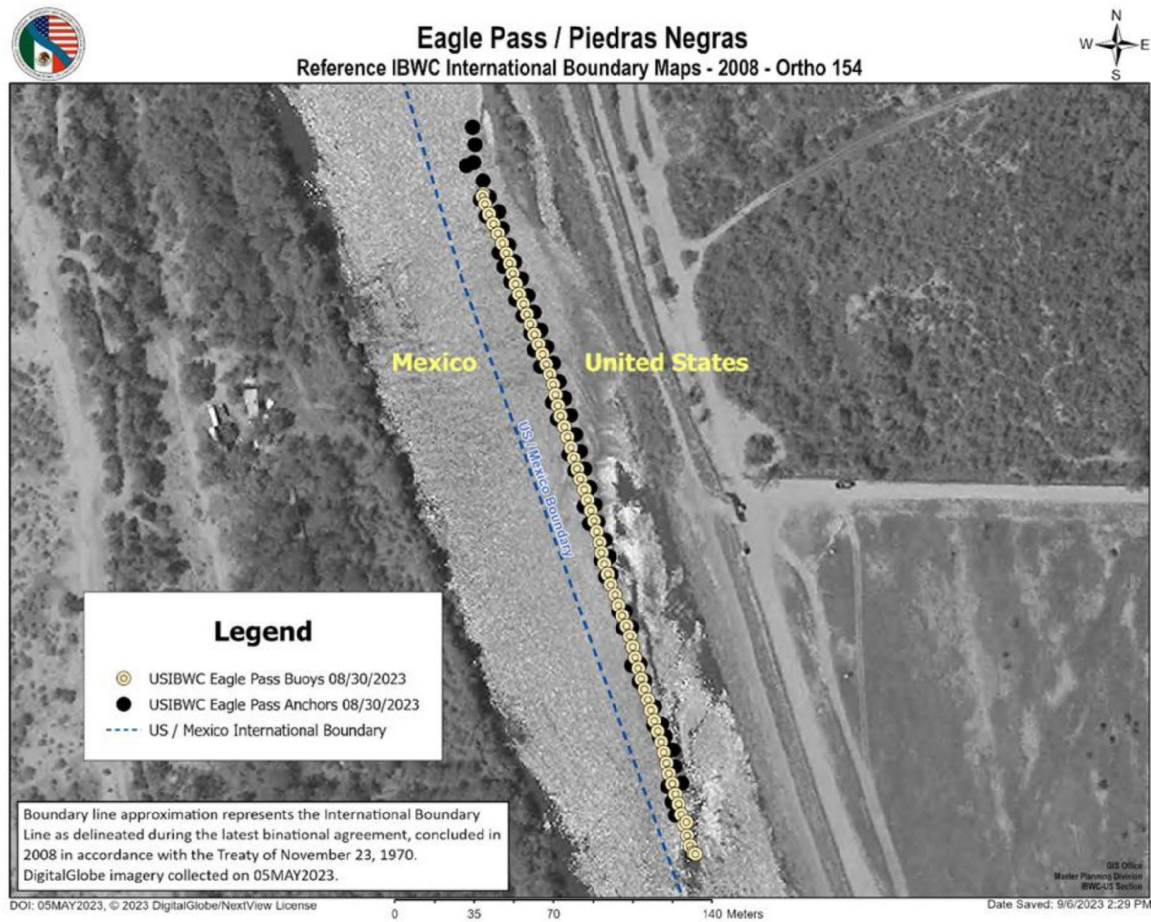 Eagle Pass / Piedras Negras
Reference IBWC International Boundary Maps - 2008 - Ortho 154
N
W E
S
Mexico
United States
US / Mexico Boundary
Legend
USIBWC Eagle Pass Buoys 08/30/2023
USIBWC Eagle Pass Anchors 08/30/2023
US / Mexico International Boundary
Boundary line approximation represents the International Boundary
Line as delineated during the latest binational agreement, concluded in
2008 in accordance with the Treaty of November 23, 1970.
DigitalGlobe imagery collected on 05MAY2023.
GIS Office
Master Planning Division
IBWC-US Section
DOI: 05MAY2023, © 2023 DigitalGlobe/NextView License
0 35 70 140 Meters
Date Saved: 9/6/2023 2:29 PM